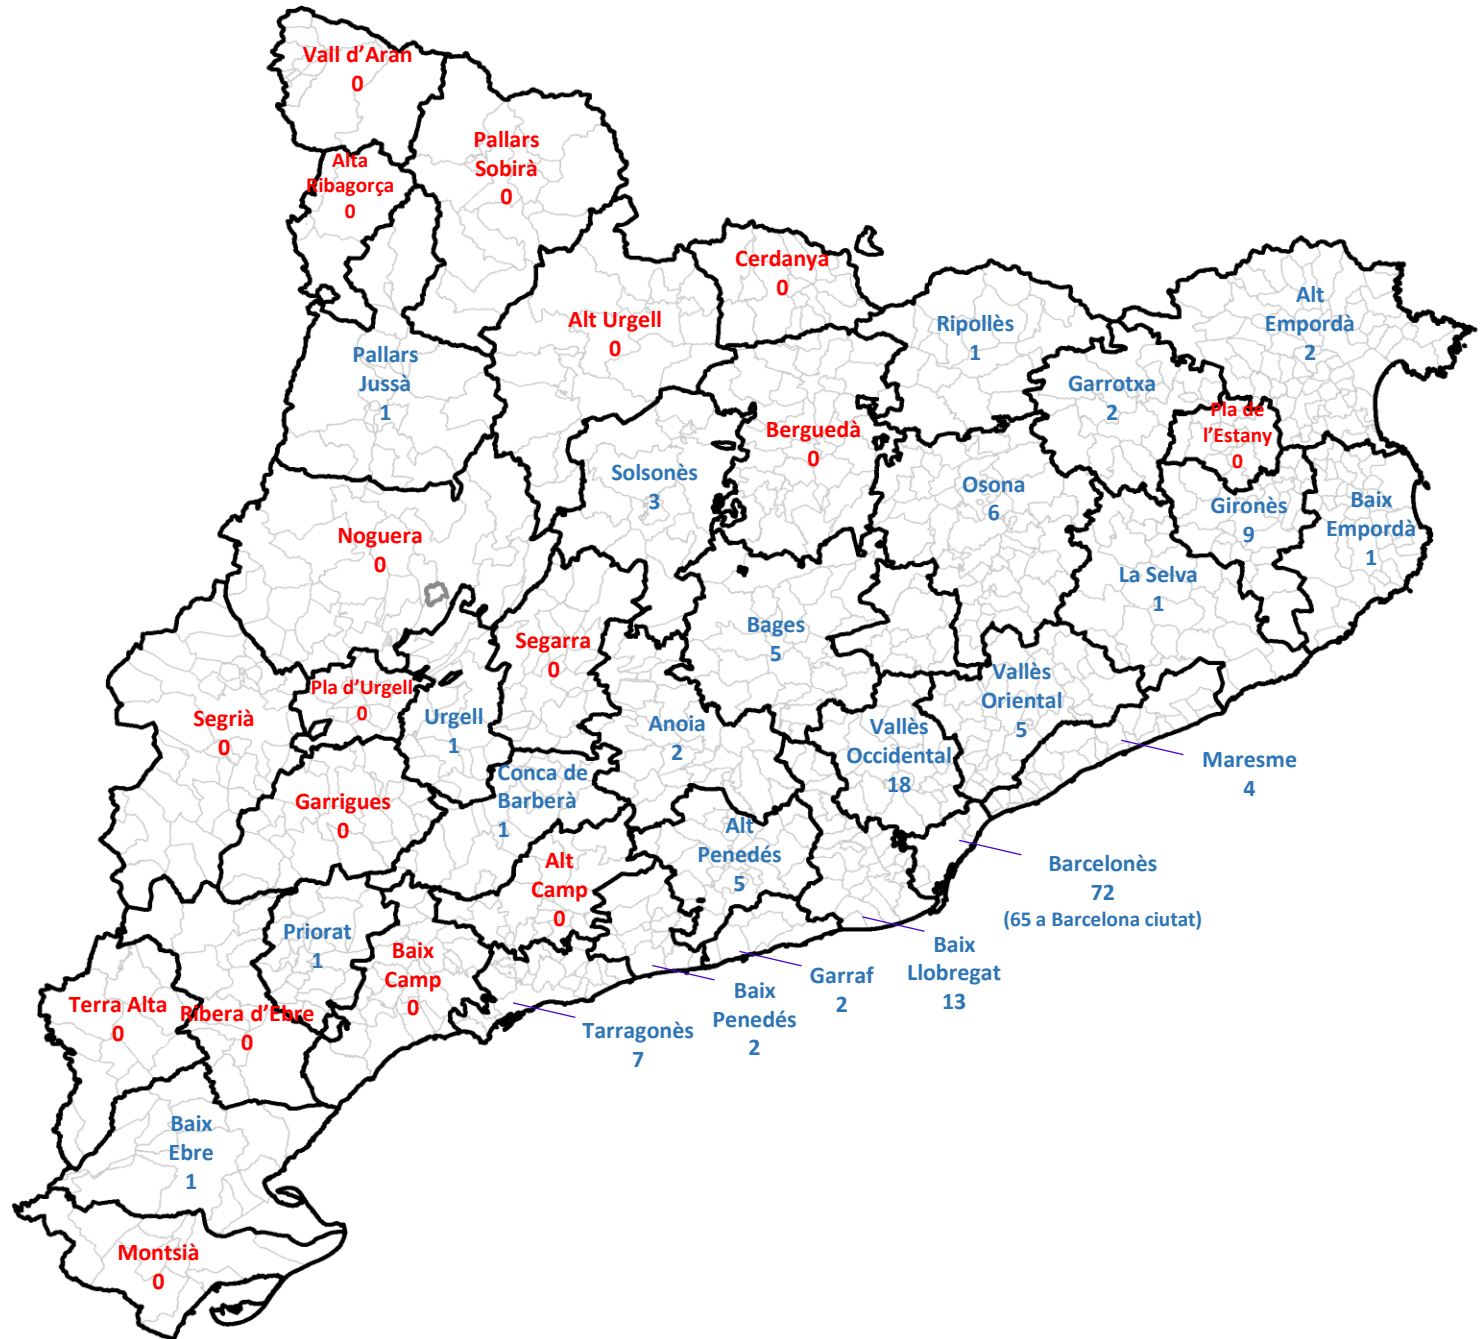 Vall d'Aran
0
Pallars
Sobirà
0
Alta
Ribagorça
0
Cerdanya
0
Alt Urgell
0
Ripollès
1
Alt
Empordà
2
Pallars
Jussà
1
Garrotxa
2
Pla de
l'Estany
0
Berguedà
0
Solsonès
3
Osona
6
Gironès
9
Baix
Empordà
1
Noguera
0
La Selva
1
Bages
5
Segarra
0
Vallès
Oriental
5
Pla d'Urgell
0
Segrià
0
Urgell
1
Anoia
2
Vallès
Occidental
18
Maresme
4
Conca de
Barberà
1
Garrigues
0
Alt
Penedés
5
Alt
Camp
0
Barcelonès
72
(65 a Barcelona ciutat)
Priorat
1
Baix
Camp
0
Baix
Llobregat
13
Garraf
2
Baix
Penedés
2
Tarragonès
7
Terra Alta
0
Ribera d'Ebre
0
Baix
Ebre
1
Montsià
0